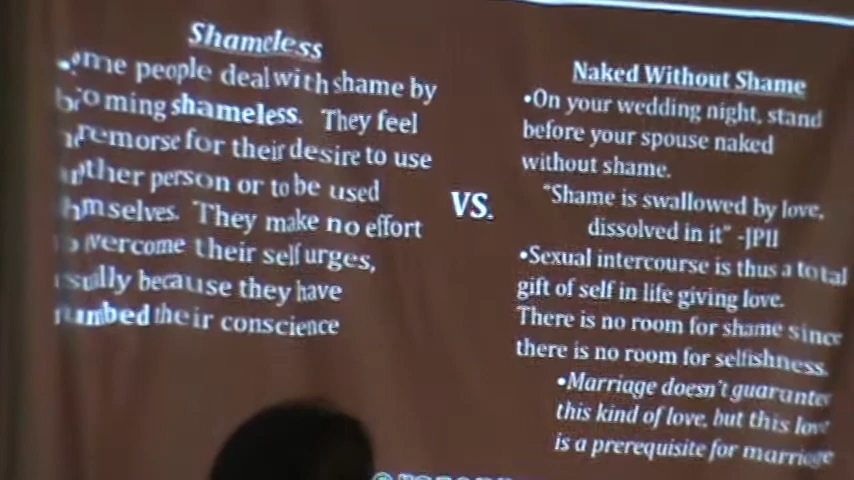 Shameless
people deal with shame by
shameless. They feel
remorse for their desire to use
person or to be used
They make no effort
overcome their self urges,
because they have
numbed their conscience
VS.
Naked Without Shame
•On your wedding night, stand
before your spouse naked
without shame.
"Shame is swallowed by love,
dissolved in it" -JPII
•Sexual intercourse is thus a total
gift of self in life giving love.
There is no room for shame since
there is no room for selfishness.
•Marriage doesn't guarantee
this kind of love, but this love
is a prerequisite for marriage